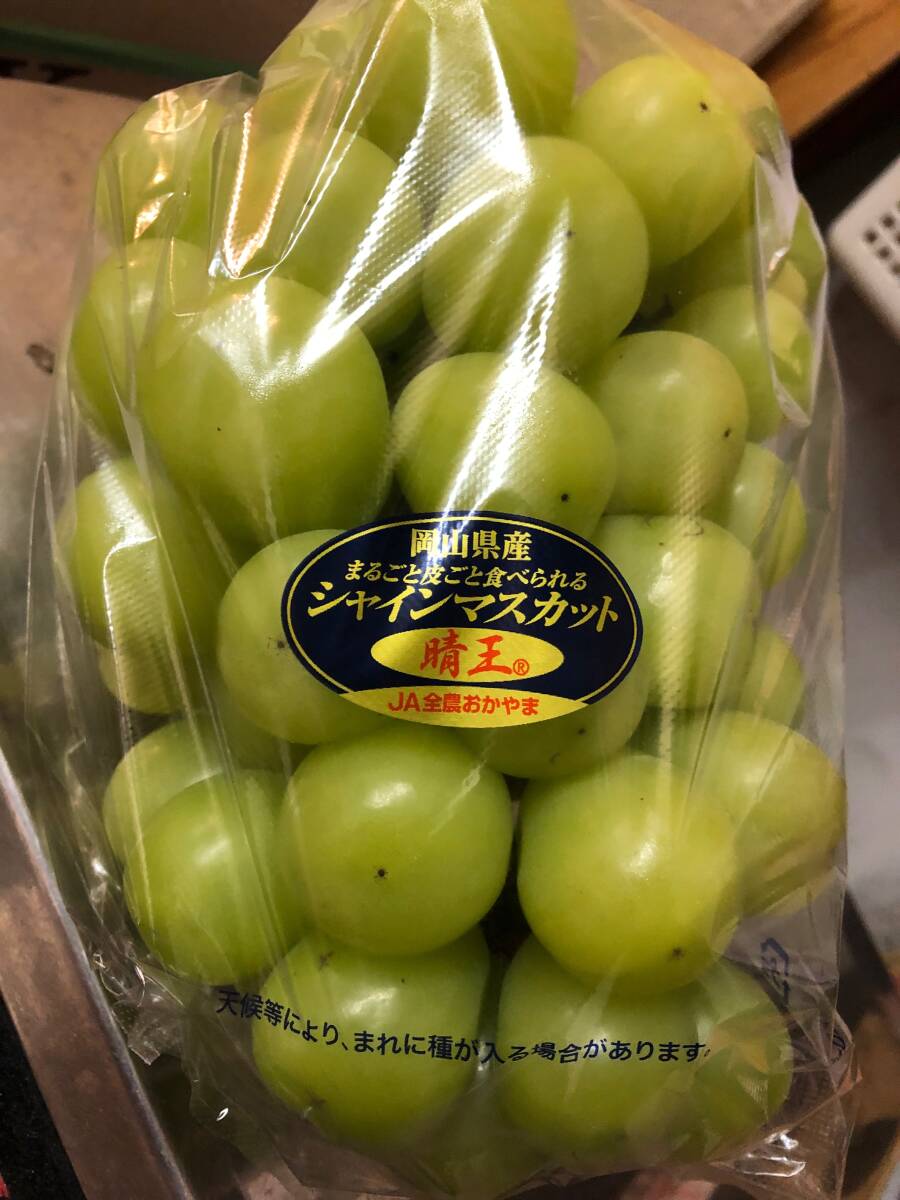 岡山県産
まるごと皮ごと食べられる
シャインマスカット
晴王®
JA全農おかやま
天候等により、まれに種が入る場合があります。